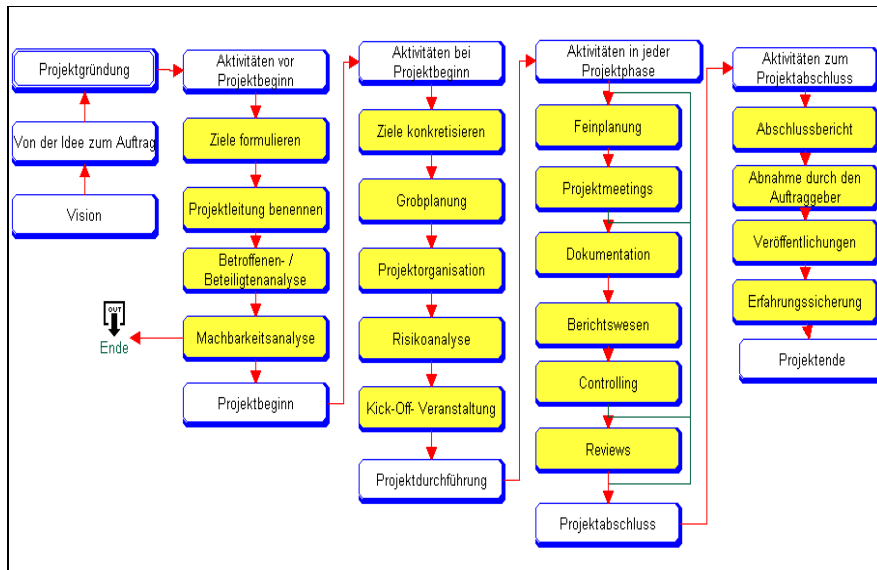 Projektgründung
Von der Idee zum Auftrag
Vision
Aktivitäten vor
Projektbeginn
Ziele formulieren
Projektleitung benennen
Betroffenen- /
Beteiligtenanalyse
Machbarkeitsanalyse
OUT
Ende
Projektbeginn
Aktivitäten bei
Projektbeginn
Ziele konkretisieren
Grobplanung
Projektorganisation
Risikoanalyse
Kick-Off- Veranstaltung
Projektdurchführung
Aktivitäten in jeder
Projektphase
Feinplanung
Projektmeetings
Dokumentation
Berichtswesen
Controlling
Reviews
Projektabschluss
Aktivitäten zum
Projektabschluss
Abschlussbericht
Abnahme durch den
Auftraggeber
Veröffentlichungen
Erfahrungssicherung
Projektende